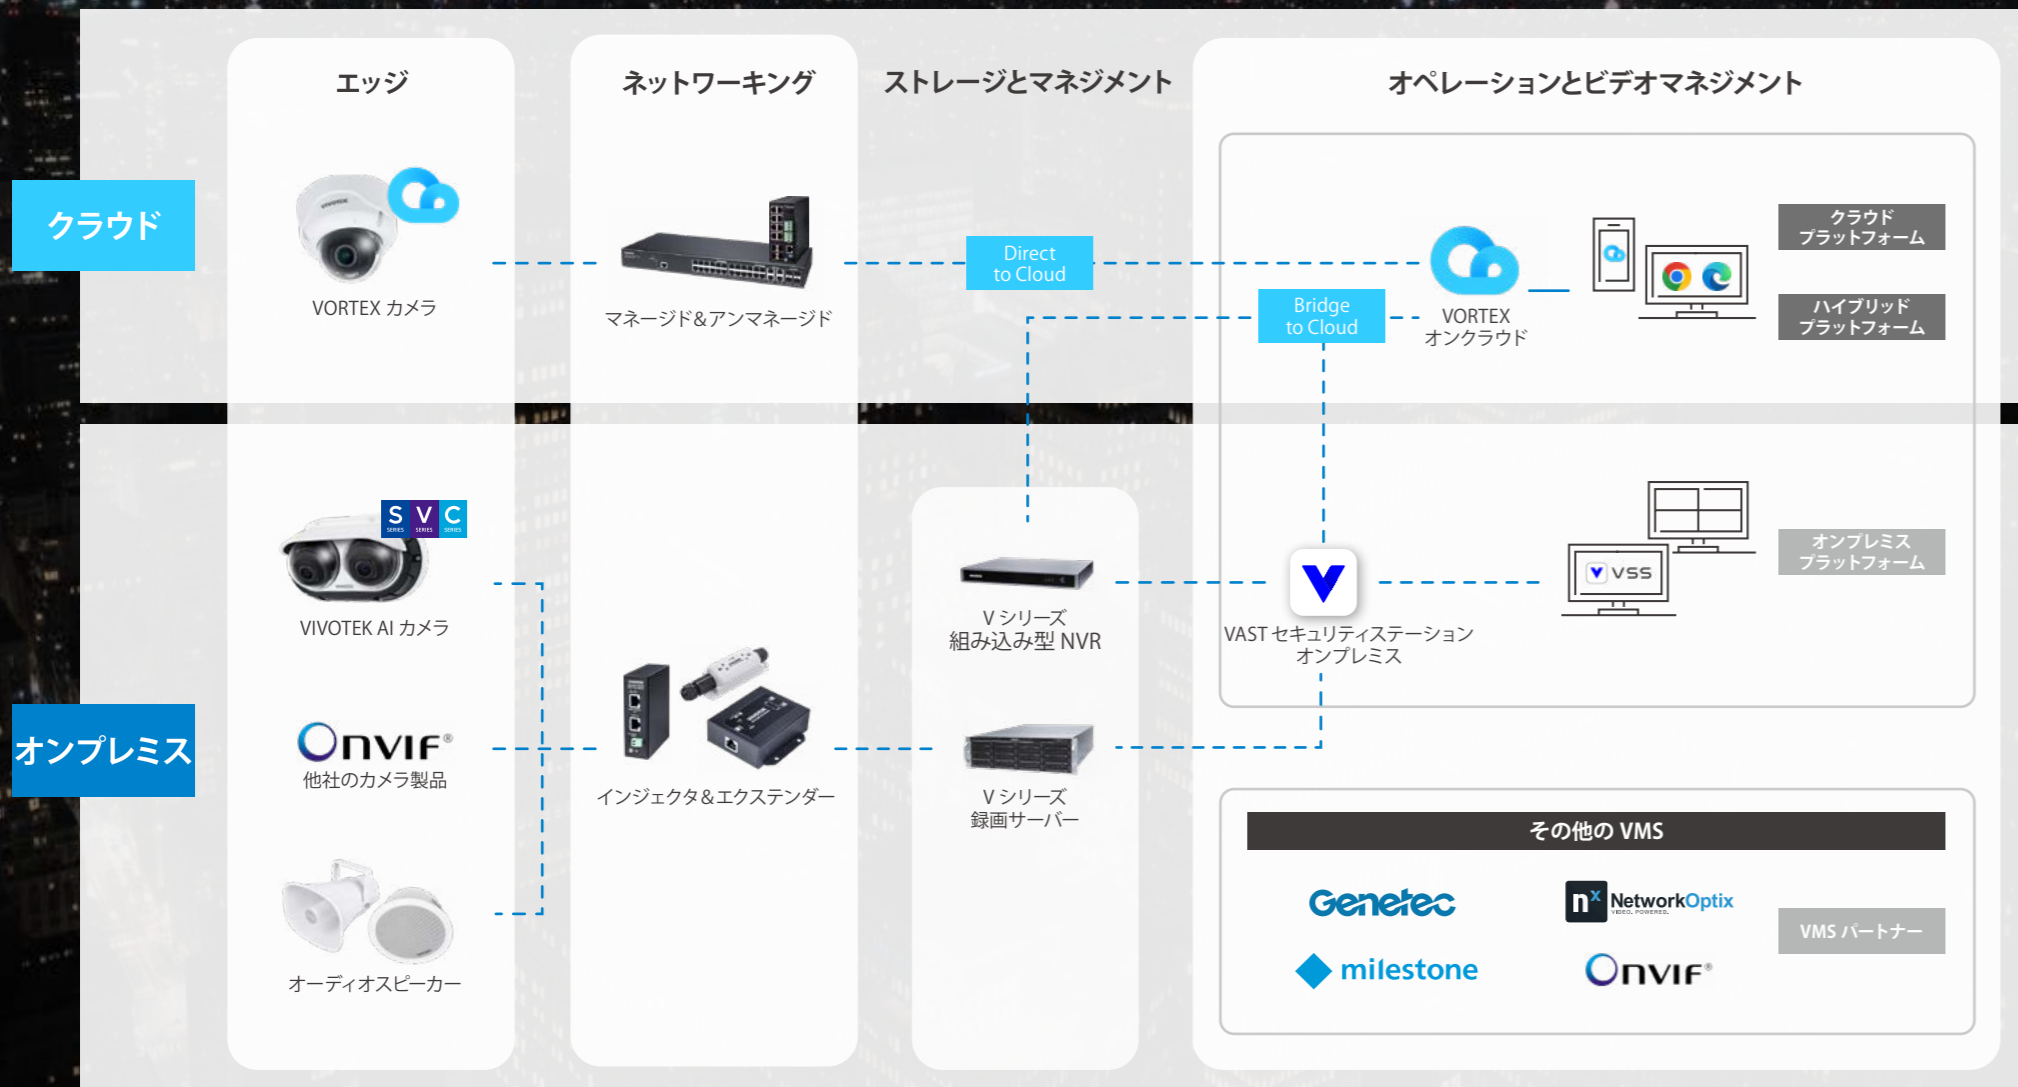 エッジ
ネットワーキング
ストレージとマネジメント
オペレーションとビデオマネジメント
クラウド
VORTEX カメラ
マネージド&アンマネージド
Direct
to Cloud
Bridge
to Cloud
VORTEX
オンクラウド
クラウド
プラットフォーム
ハイブリッド
プラットフォーム
オンプレミス
S V C
SERIES SERIES SERIES
VIVOTEK AI カメラ
ONVIF®
他社のカメラ製品
オーディオスピーカー
インジェクタ&エクステンダー
V シリーズ
組み込み型 NVR
V シリーズ
録画サーバー
VAST セキュリティステーション
オンプレミス
VSS
オンプレミス
プラットフォーム
その他の VMS
Genetec
nx NetworkOptix
VIDEO. POWERED.
milestone
ONVIF®
VMS パートナー